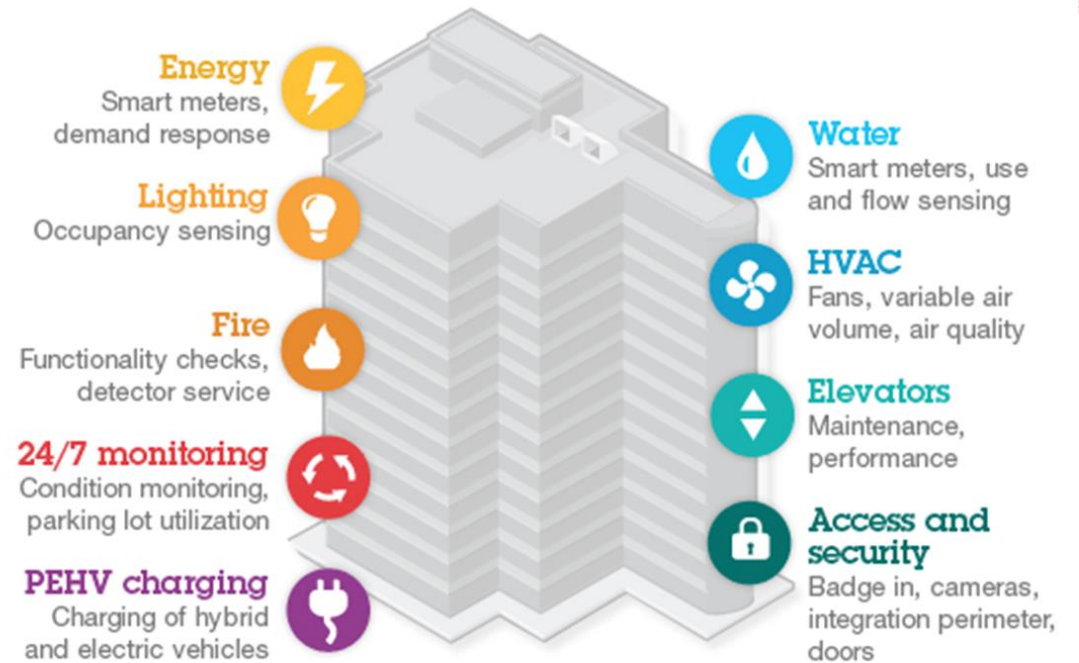 Energy
Smart meters,
demand response
Lighting
Occupancy sensing
Fire
Functionality checks,
detector service
24/7 monitoring
Condition monitoring,
parking lot utilization
PEHV charging
Charging of hybrid
and electric vehicles
Water
Smart meters, use
and flow sensing
HVAC
Fans, variable air
volume, air quality
Elevators
Maintenance,
performance
Access and
security
Badge in, cameras,
integration perimeter,
doors